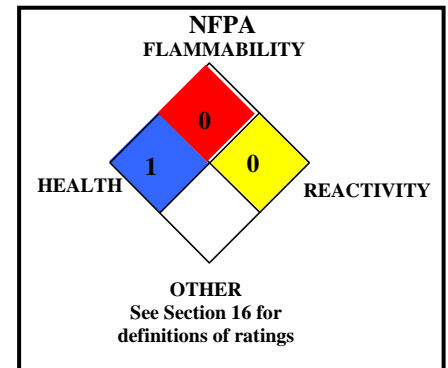 NFPA
FLAMMABILITY
0
1
0
HEALTH
REACTIVITY
OTHER
See Section 16 for
definitions of ratings